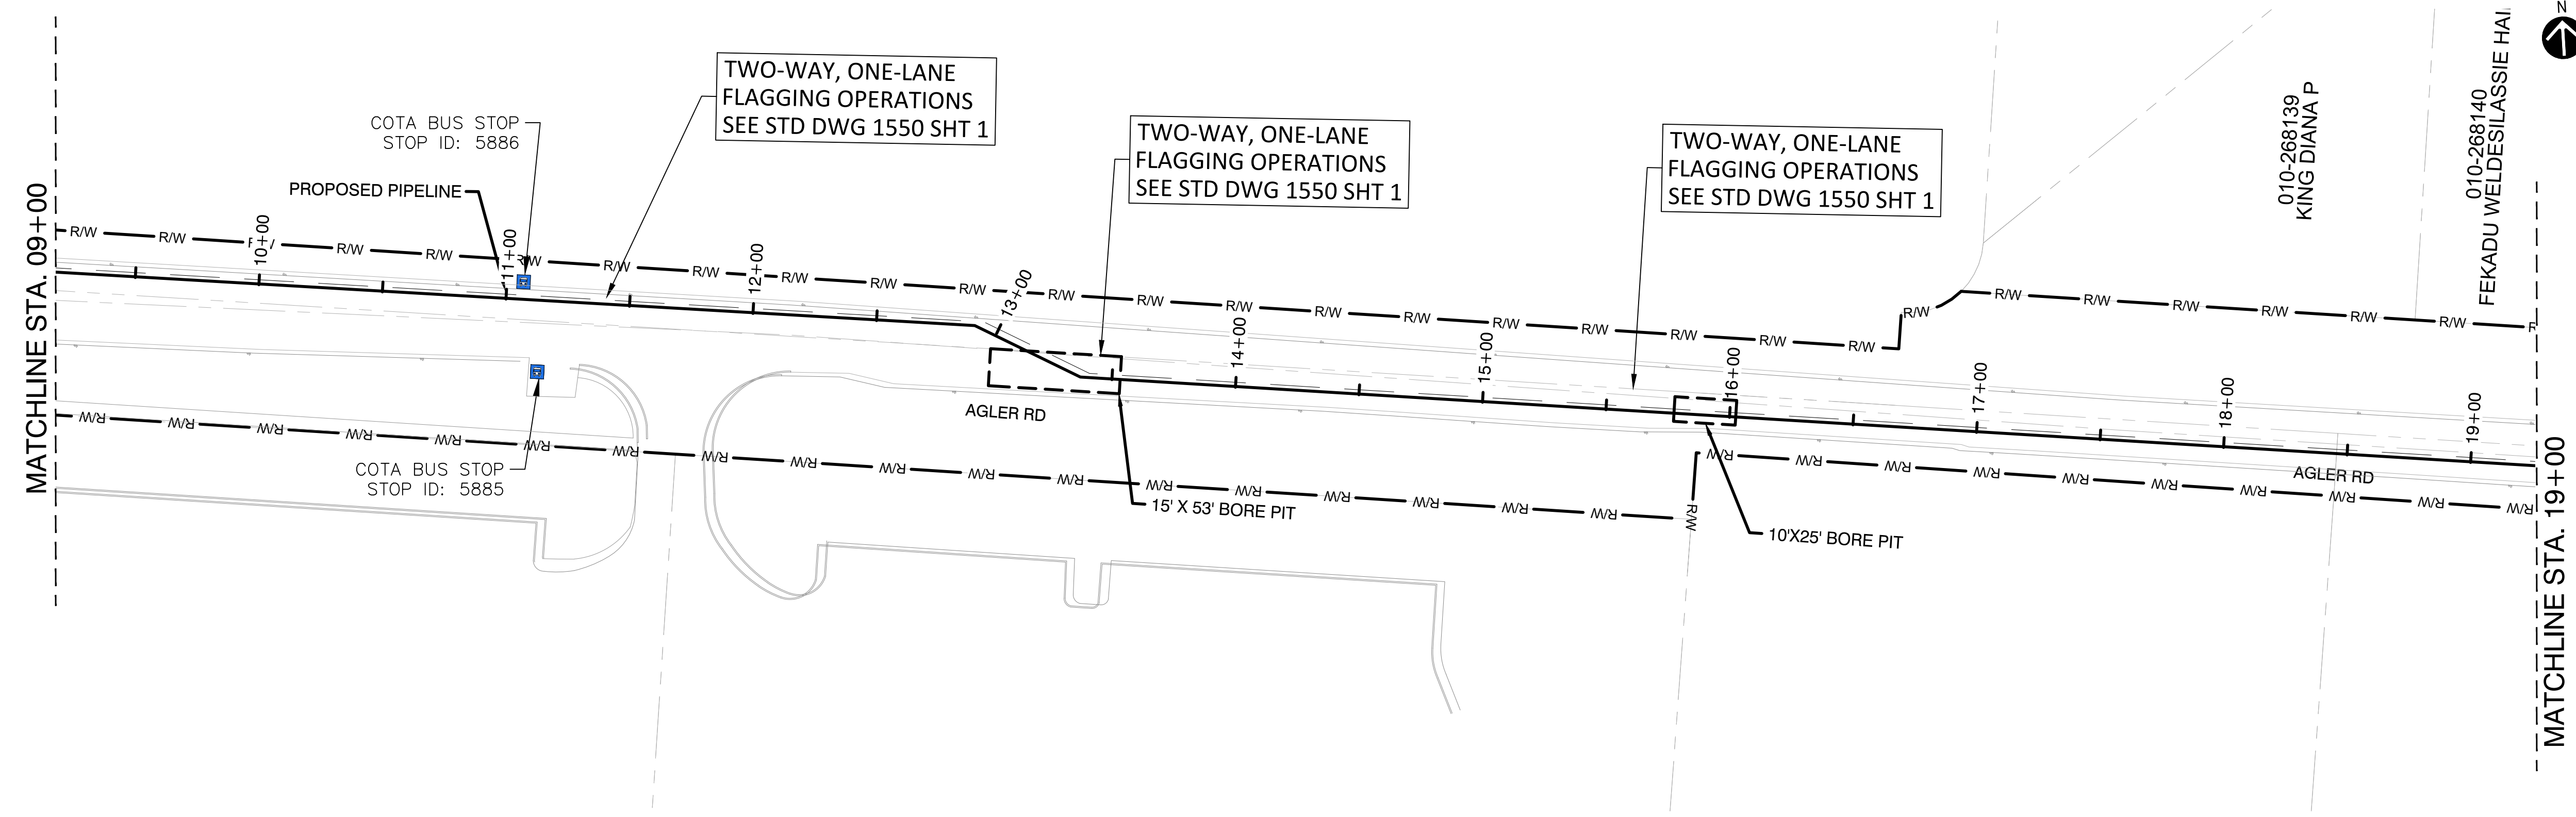 N
TWO-WAY, ONE-LANE
FLAGGING OPERATIONS
SEE STD DWG 1550 SHT 1
COTA BUS STOP
STOP ID: 5886
TWO-WAY, ONE-LANE
FLAGGING OPERATIONS
SEE STD DWG 1550 SHT 1
TWO-WAY, ONE-LANE
FLAGGING OPERATIONS
SEE STD DWG 1550 SHT 1
010-268139
KING DIANA P
010-268140
FEKADU WELDESILASSIE HAI
PROPOSED PIPELINE
MATCHLINE STA. 09+00
R/W R/W R/W R/W R/W R/W R/W R/W R/W R/W R/W R/W R/W R/W R/W R/W R/W R/W R/W R/W R/W
R/W R/W R/W R/W R/W R/W R/W
10+00
11+00
12+00
13+00
14+00
15+00
16+00
17+00
18+00
19+00
AGLER RD
AGLER RD
R/W R/W R/W R/W R/W R/W R/W R/W R/W R/W R/W R/W R/W R/W R/W R/W R/W R/W
R/W
R/W R/W R/W R/W R/W R/W R/W R/W R/W R/W
COTA BUS STOP
STOP ID: 5885
15' X 53' BORE PIT
10'X25' BORE PIT
MATCHLINE STA. 19+00